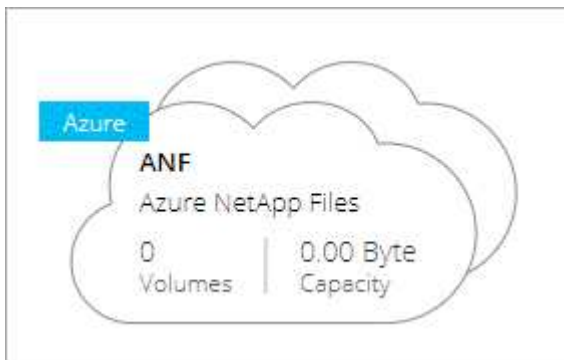 Azure
ANF
Azure NetApp Files
0 0.00 Byte
Volumes Capacity